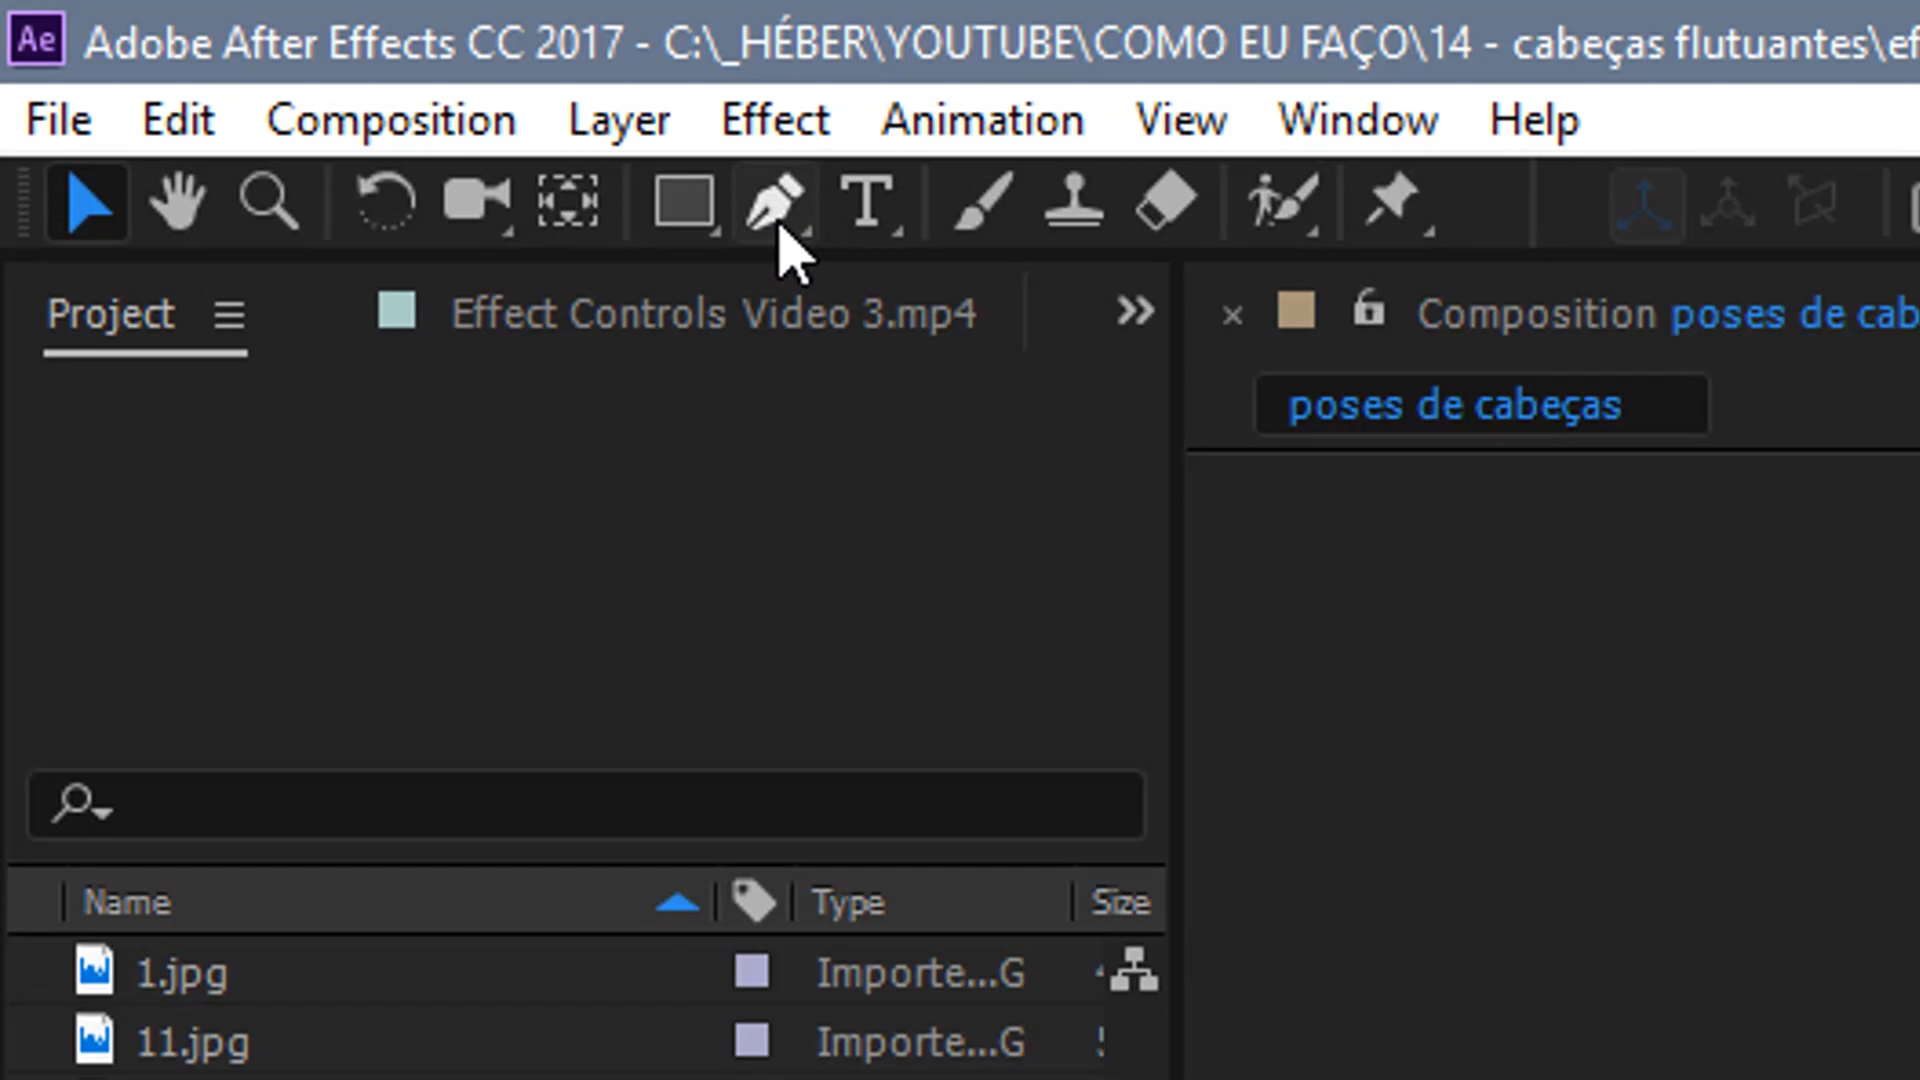 Ae Adobe After Effects CC 2017 - C:\_HÉBER\YOUTUBE\COMO EU FAÇO\14 - cabeças flutuantes\ef
File Edit Composition Layer Effect Animation View Window Help
T
Project Effect Controls Video 3.mp4
Composition poses de cab
poses de cabeças
Name Type Size
1.jpg Importe...G
11.jpg Importe...G